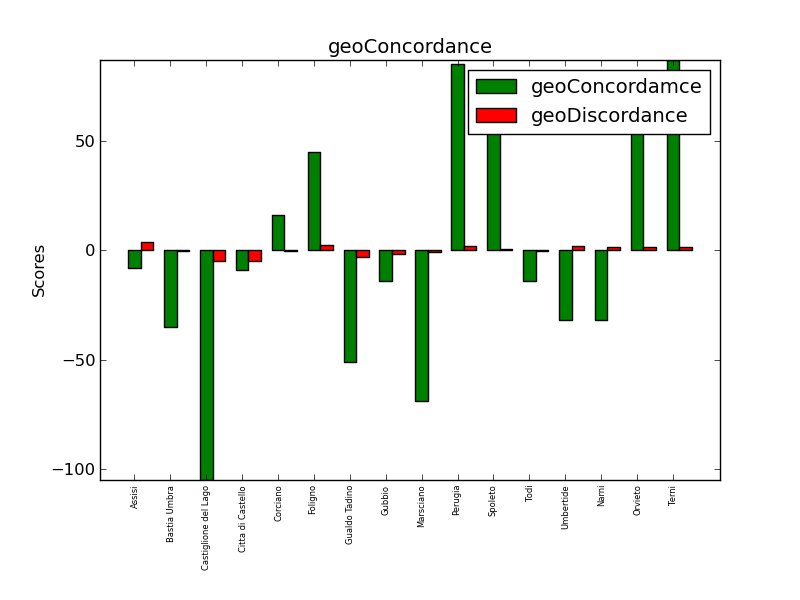 geoConcordance
geoConcordamce
geoDiscordance
Scores
50
0
−50
−100
Assisi
Bastia Umbra
Castiglione del Lago
Citta di Castello
Corciano
Foligno
Gualdo Tadino
Gubbio
Marsciano
Perugia
Spoleto
Todi
Umbertide
Narni
Orvieto
Terni